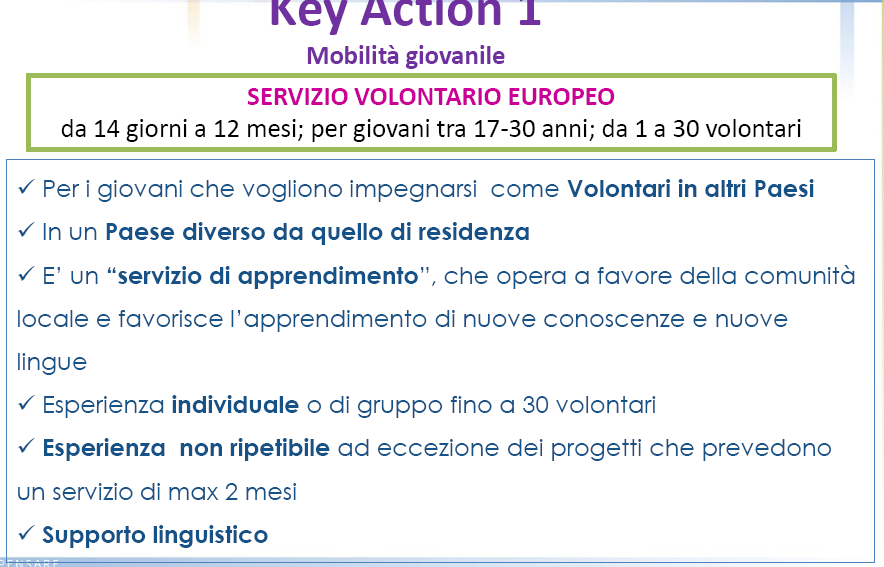 Key Action 1
Mobilità giovanile
SERVIZIO VOLONTARIO EUROPEO
da 14 giorni a 12 mesi; per giovani tra 17-30 anni; da 1 a 30 volontari
✓ Per i giovani che vogliono impegnarsi come Volontari in altri Paesi
✓ In un Paese diverso da quello di residenza
✓ E’ un “servizio di apprendimento”, che opera a favore della comunità
locale e favorisce l’apprendimento di nuove conoscenze e nuove
lingue
✓ Esperienza individuale o di gruppo fino a 30 volontari
✓ Esperienza non ripetibile ad eccezione dei progetti che prevedono
un servizio di max 2 mesi
✓ Supporto linguistico
PENSARE